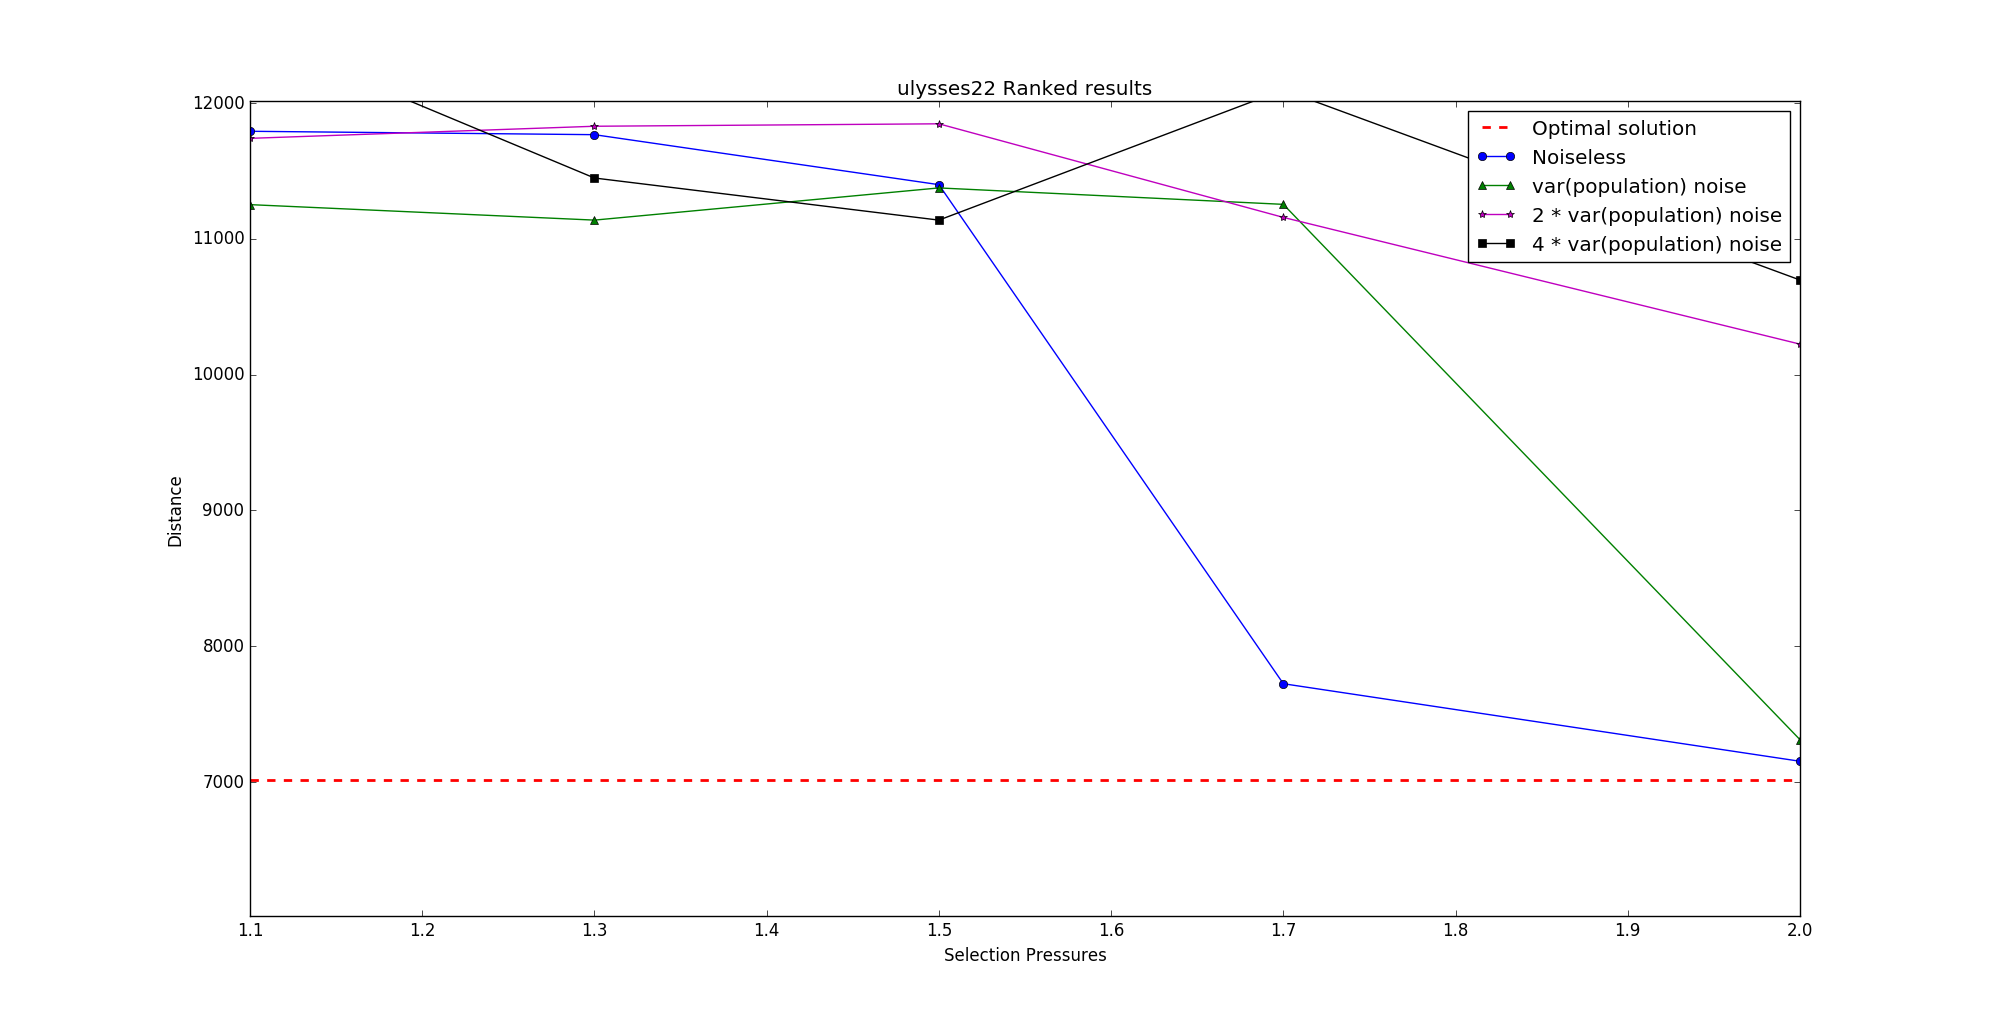 ulysses22 Ranked results
12000
11000
10000
9000
8000
7000
Distance
Optimal solution
Noiseless
var(population) noise
2 * var(population) noise
4 * var(population) noise
1.1 1.2 1.3 1.4 1.5 1.6 1.7 1.8 1.9 2.0
Selection Pressures